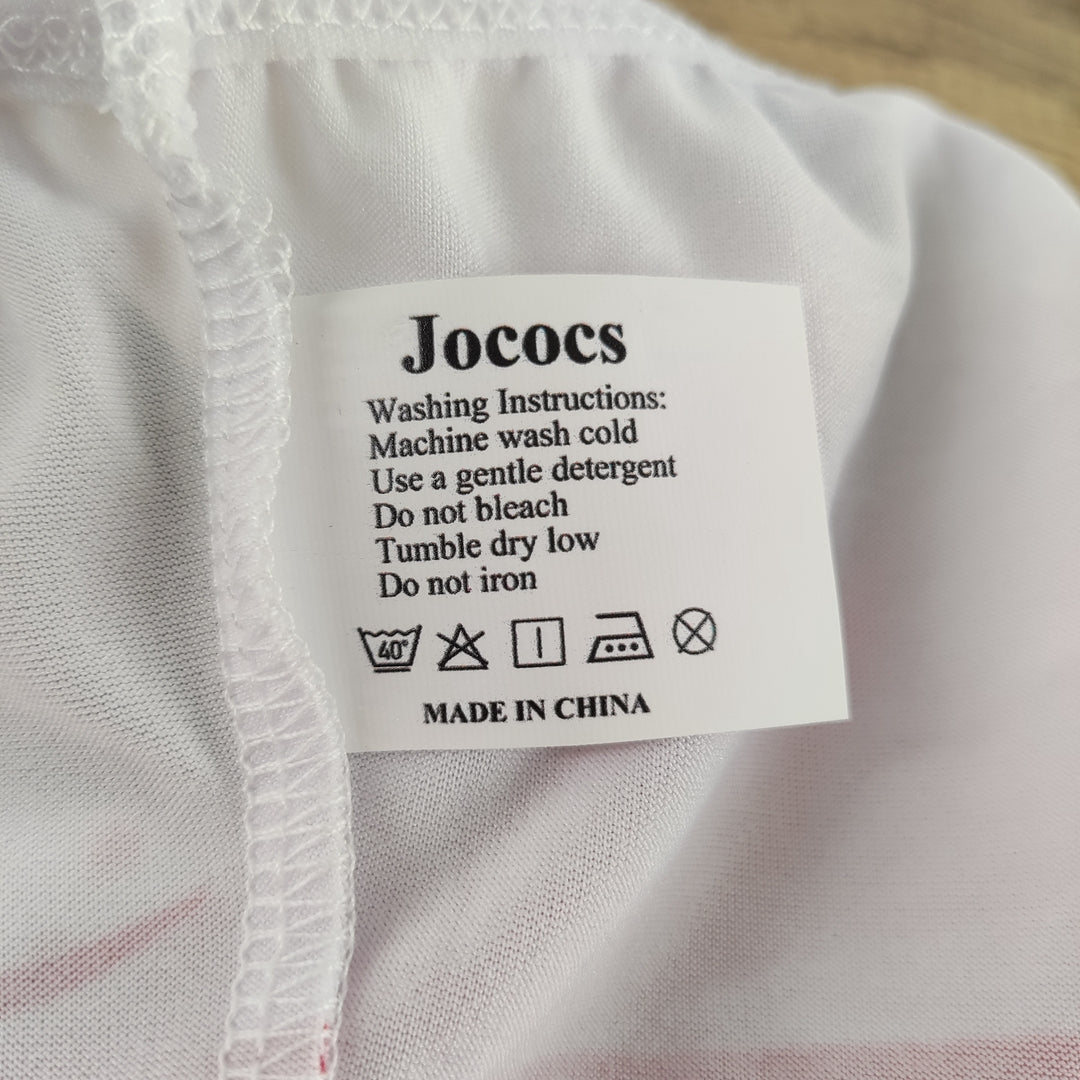 Jococs
Washing Instructions:
Machine wash cold
Use a gentle detergent
Do not bleach
Tumble dry low
Do not iron
40°
MADE IN CHINA